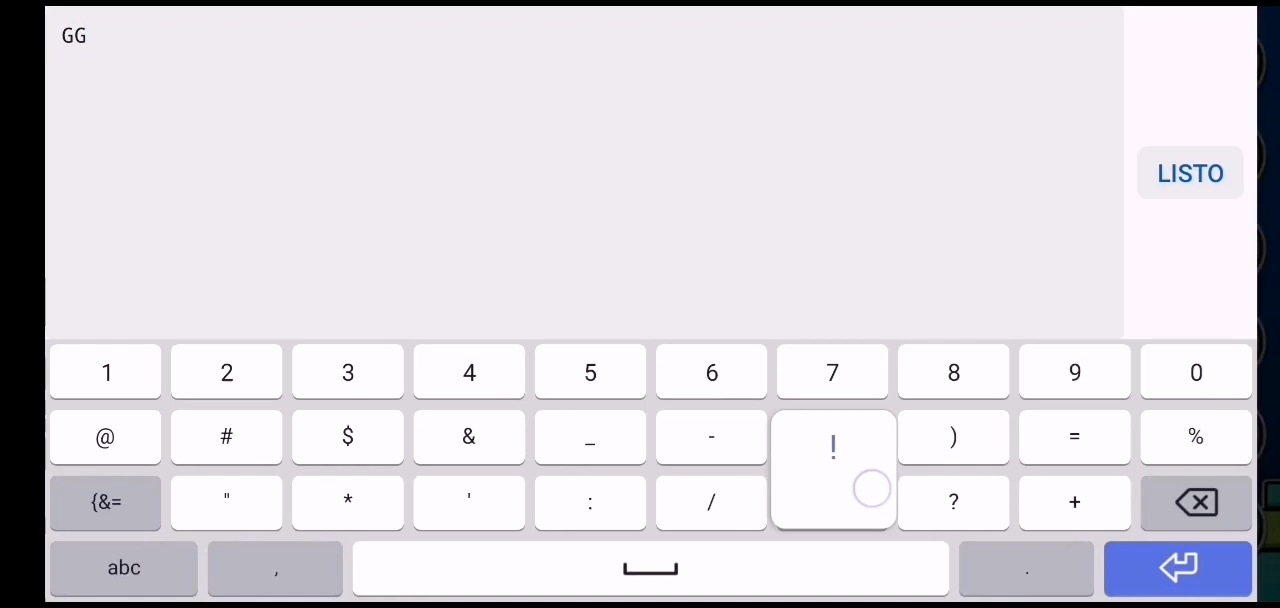 GG
LISTO
1 2 3 4 5 6 7 8 9 0
@ # $ & _ - ) = %
!
{&= " * ' : / ? +
abc , .